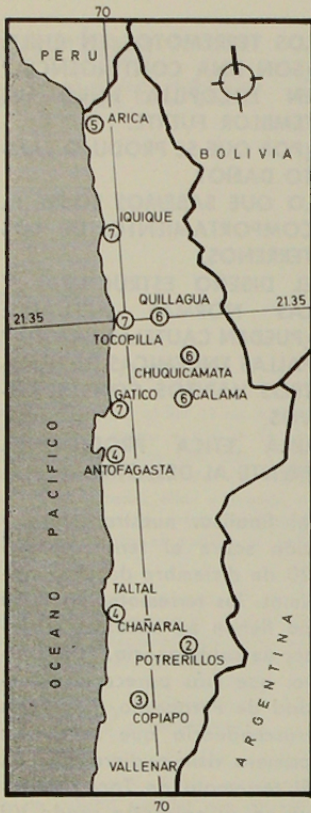 70
PERU
5
ARICA
BOLIVIA
IQUIQUE
7
21.35
QUILLAGUA
21.35
7
6
TOCOPILLA
6
CHUQUICAMATA
GATICO
6
CALAMA
7
4
ANTOFAGASTA
OCEANO PACIFICO
TALTAL
4
CHAÑARAL
2
POTRERILLOS
ARGENTINA
3
COPIAPO
VALLENAR
70